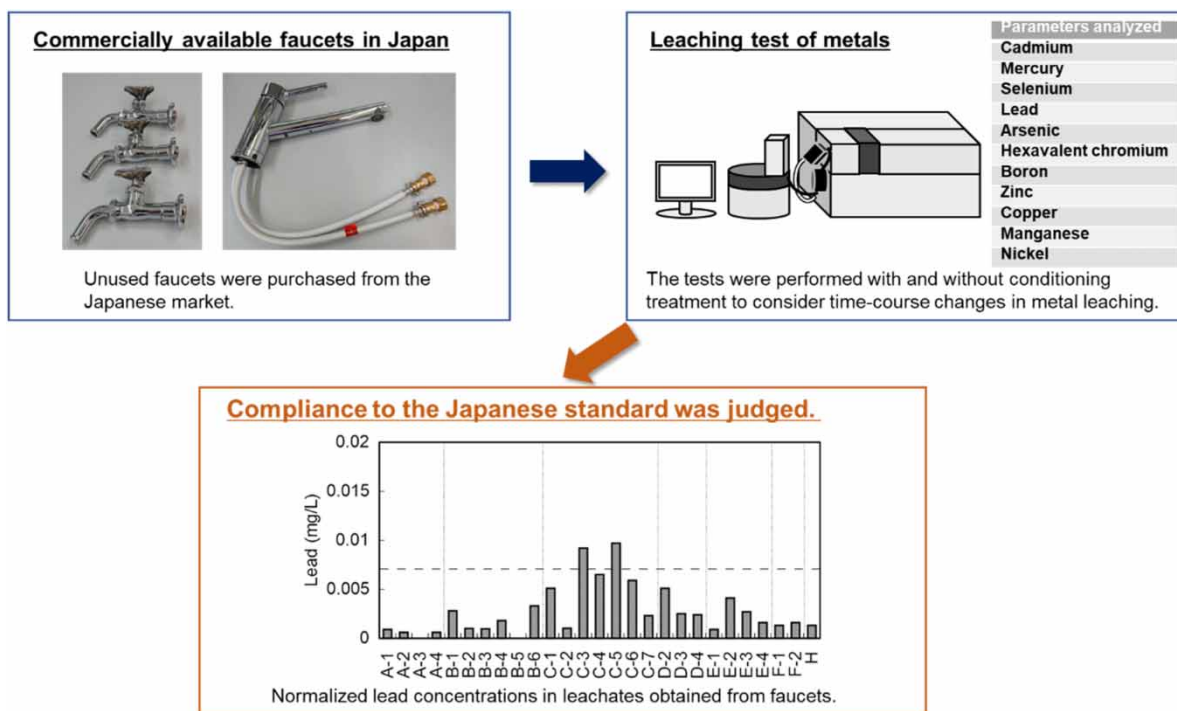 Commercially available faucets in Japan
Unused faucets were purchased from the
Japanese market.
Leaching test of metals
Parameters analyzed
Cadmium
Mercury
Selenium
Lead
Arsenic
Hexavalent chromium
Boron
Zinc
Copper
Manganese
Nickel
The tests were performed with and without conditioning
treatment to consider time-course changes in metal leaching.
Compliance to the Japanese standard was judged.
Lead (mg/L)
0.02
0.015
0.01
0.005
0
A-1
A-2
A-3
A-4
B-1
B-2
B-3
B-4
B-5
B-6
C-1
C-2
C-3
C-4
C-5
C-6
C-7
D-2
D-3
D-4
E-1
E-2
E-3
E-4
F-1
F-2
H
Normalized lead concentrations in leachates obtained from faucets.